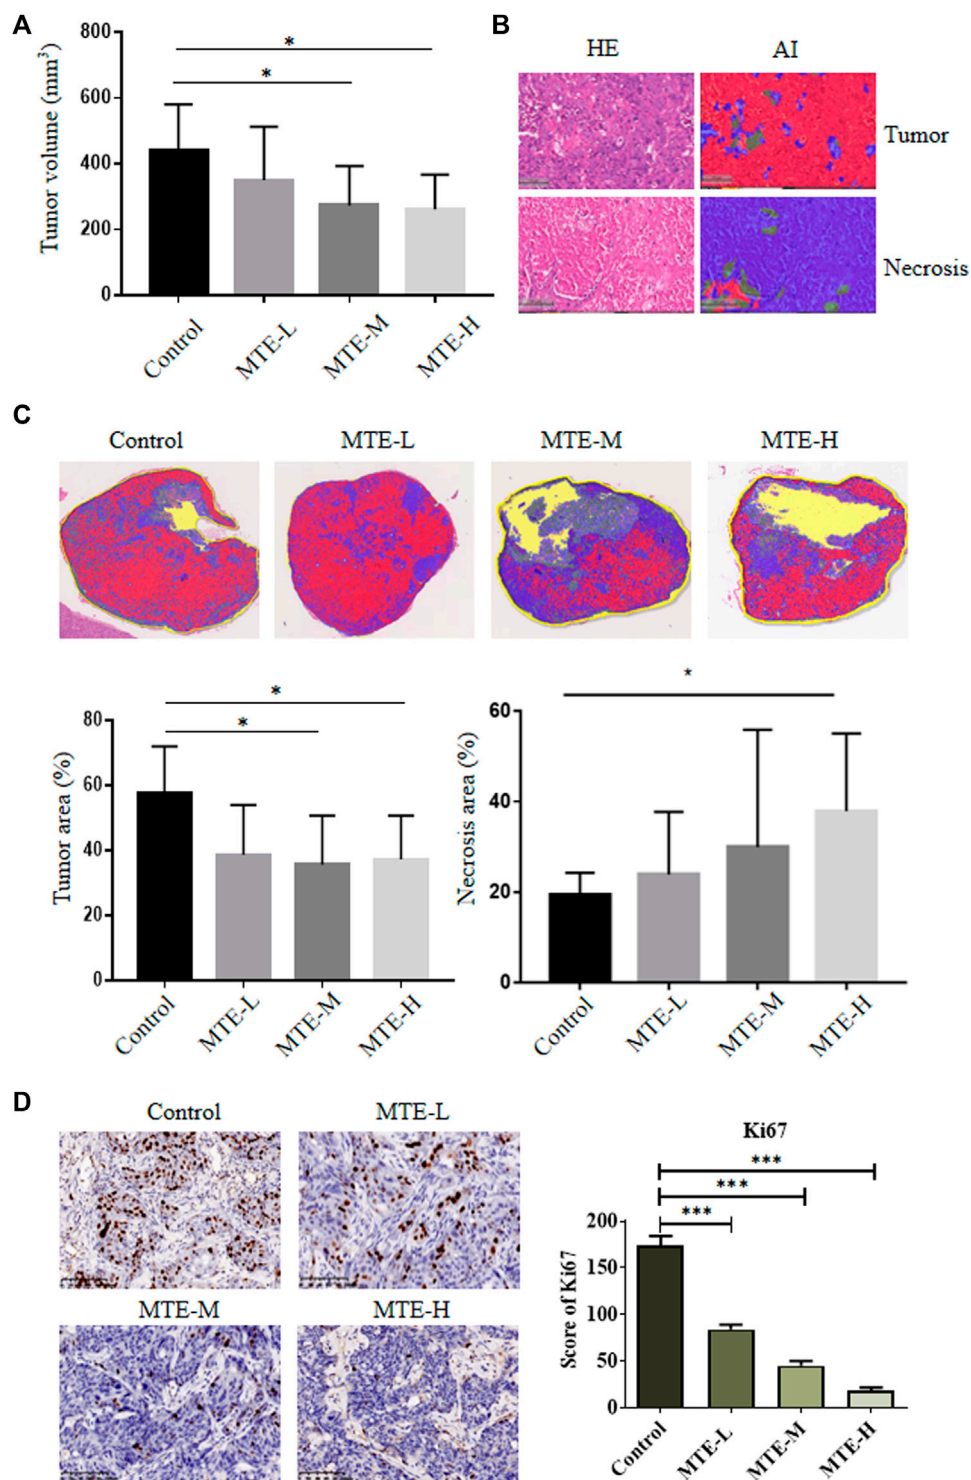 A
Tumor volume (mm³)
800
600
400
200
0
*
*
Control
MTE-L
MTE-M
MTE-H
B
HE
AI
Tumor
Necrosis
C
Control
MTE-L
MTE-M
MTE-H
Tumor area (%)
80
60
40
20
0
*
*
Control
MTE-L
MTE-M
MTE-H
Necrosis area (%)
60
40
20
0
*
Control
MTE-L
MTE-M
MTE-H
D
Control
MTE-L
MTE-M
MTE-H
Ki67
***
***
***
Score of Ki67
200
150
100
50
0
Control
MTE-L
MTE-M
MTE-H